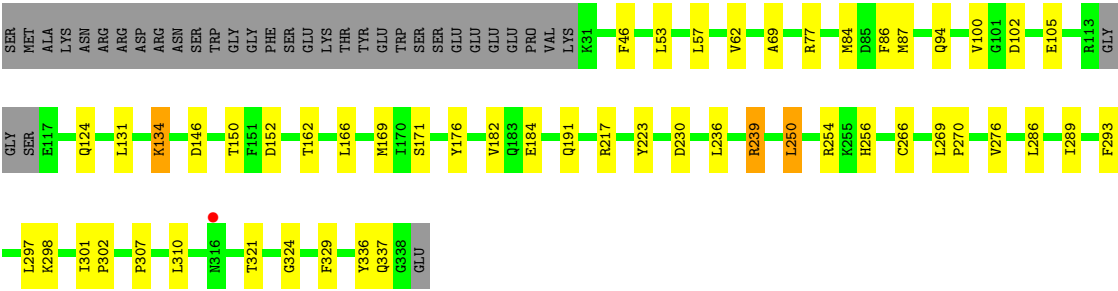 SER MET ALA LYS ASN ARG ARG ASP ARG ASN SER TRP GLY GLY PHE SER GLU LYS THR TYR GLU TRP SER SER GLU GLU GLU GLU PRO VAL LYS K31 F46 L53 L57 V62 A69 R77 M84 D85 F86 M87 Q94 V100 G101 D102 E105 R113 GLY
GLY SER E117 Q124 L131 K134 D146 T150 F151 D152 T162 L166 M169 I170 S171 Y176 V182 Q183 E184 Q191 R217 Y223 D230 L236 R239 L250 R254 K255 H256 C266 L269 P270 V276 L286 I289 F293
L297 K298 I301 P302 P307 L310 N316 T321 G324 F329 Y336 Q337 G338 GLU